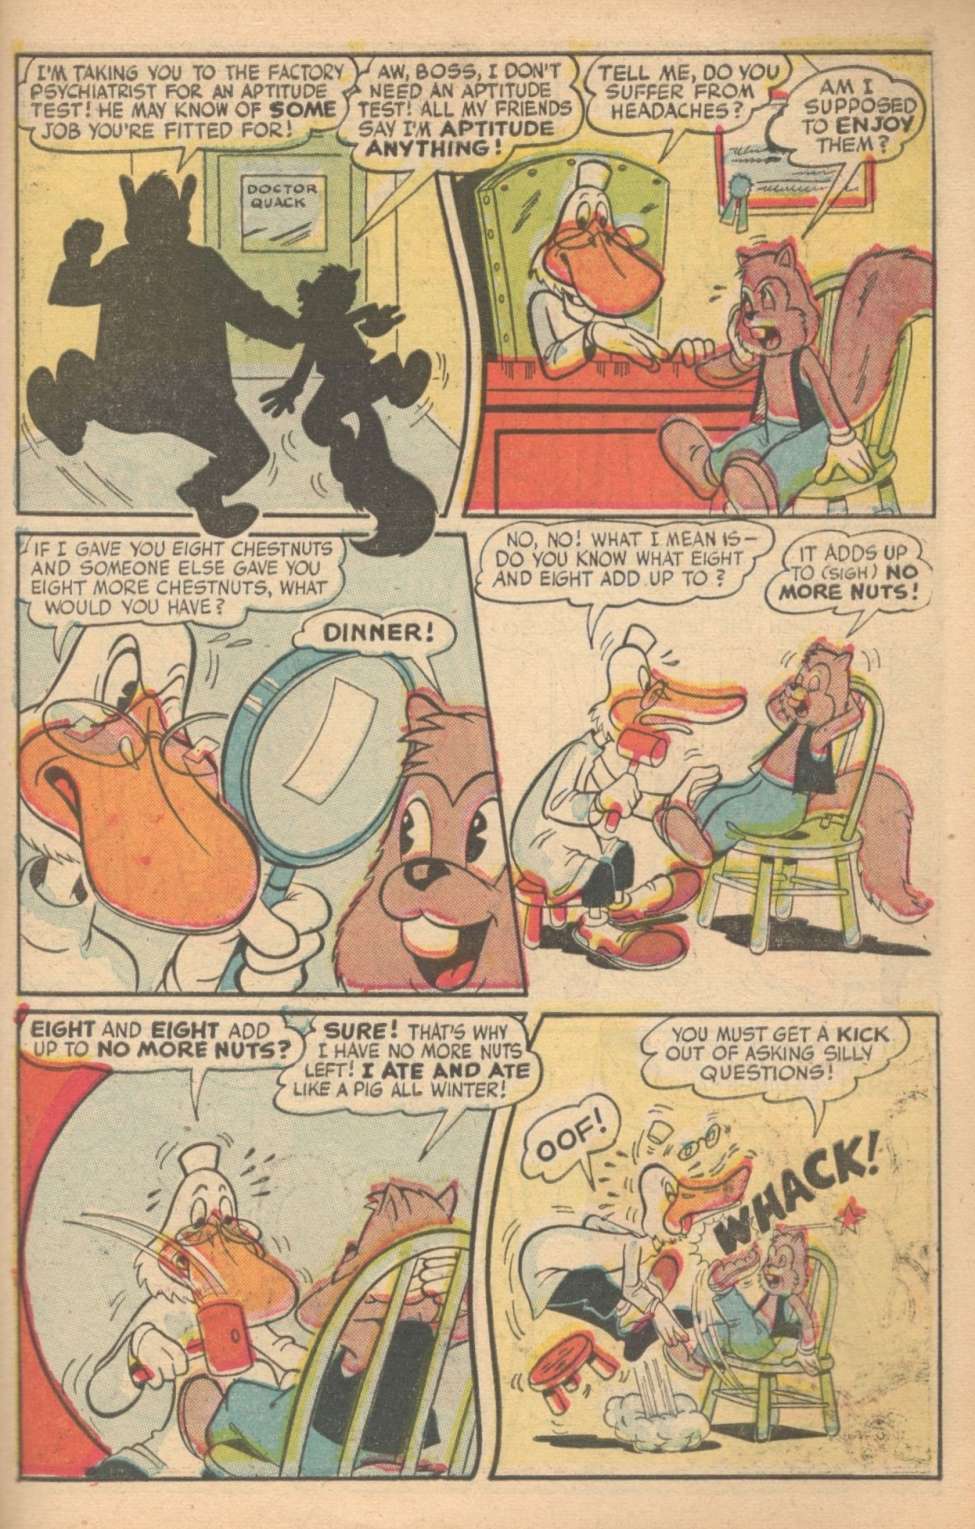 I'M TAKING YOU TO THE FACTORY
PSYCHIATRIST FOR AN APTITUDE
TEST! HE MAY KNOW OF SOME
JOB YOU'RE FITTED FOR!
AW, BOSS, I DON'T
NEED AN APTITUDE
TEST! ALL MY FRIENDS
SAY I'M APTITUDE
ANYTHING!
DOCTOR
QUACK
TELL ME, DO YOU
SUFFER FROM
HEADACHES?
AM I
SUPPOSED
TO ENJOY
THEM?
IF I GAVE YOU EIGHT CHESTNUTS
AND SOMEONE ELSE GAVE YOU
EIGHT MORE CHESTNUTS, WHAT
WOULD YOU HAVE?
DINNER!
NO, NO! WHAT I MEAN IS—
DO YOU KNOW WHAT EIGHT
AND EIGHT ADD UP TO?
IT ADDS UP
TO (SIGH) NO
MORE NUTS!
EIGHT AND EIGHT ADD
UP TO NO MORE NUTS?
SURE! THAT'S WHY
I HAVE NO MORE NUTS
LEFT! I ATE AND ATE
LIKE A PIG ALL WINTER!
YOU MUST GET A KICK
OUT OF ASKING SILLY
QUESTIONS!
OOF!
WHACK!